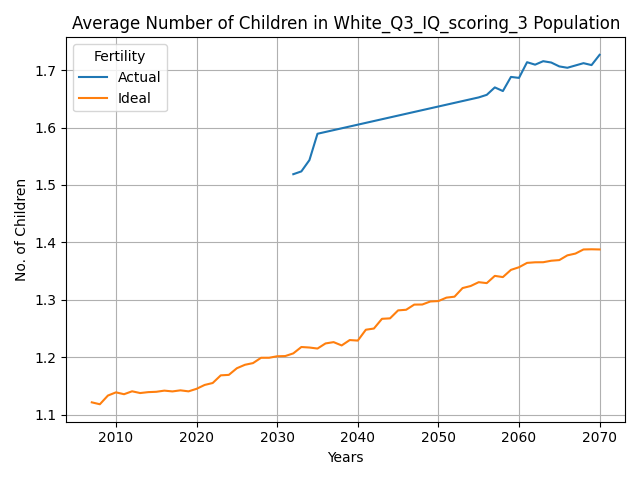 Average Number of Children in White_Q3_IQ_scoring_3 Population
Fertility
Actual
Ideal
No. of Children
1.7
1.6
1.5
1.4
1.3
1.2
1.1
2010 2020 2030 2040 2050 2060 2070
Years